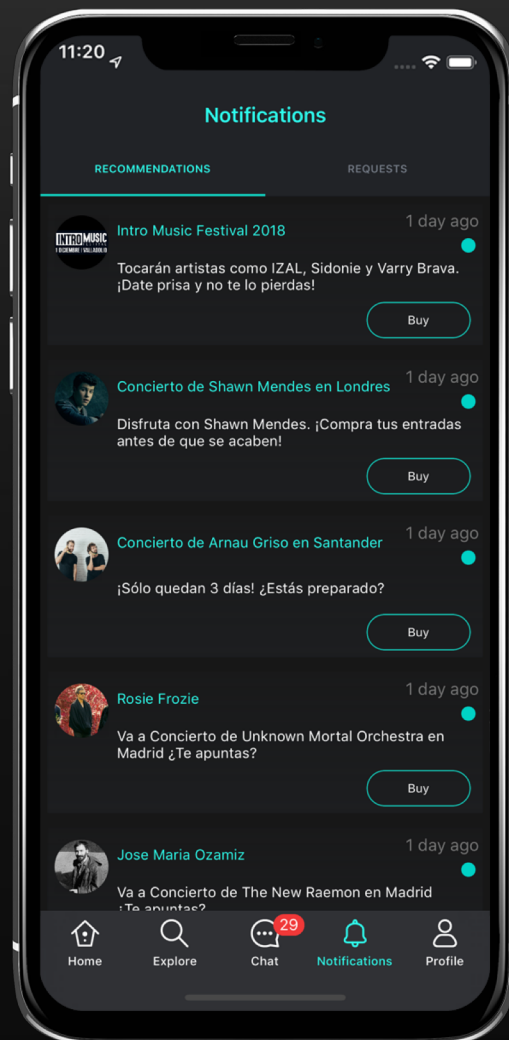 11:20
Notifications
RECOMMENDATIONS
REQUESTS
INTRO MUSIC
1 DICIEMBRE | VALLADOLID
Intro Music Festival 2018
1 day ago
Tocarán artistas como IZAL, Sidonie y Varry Brava.
¡Date prisa y no te lo pierdas!
Buy
Concierto de Shawn Mendes en Londres
1 day ago
Disfruta con Shawn Mendes. ¡Compra tus entradas
antes de que se acaben!
Buy
Concierto de Arnau Griso en Santander
1 day ago
¡Sólo quedan 3 días! ¿Estás preparado?
Buy
Rosie Frozie
1 day ago
Va a Concierto de Unknown Mortal Orchestra en
Madrid ¿Te apuntas?
Buy
Jose Maria Ozamiz
1 day ago
Va a Concierto de The New Raemon en Madrid
¿Te apuntas?
29
Home
Explore
Chat
Notifications
Profile